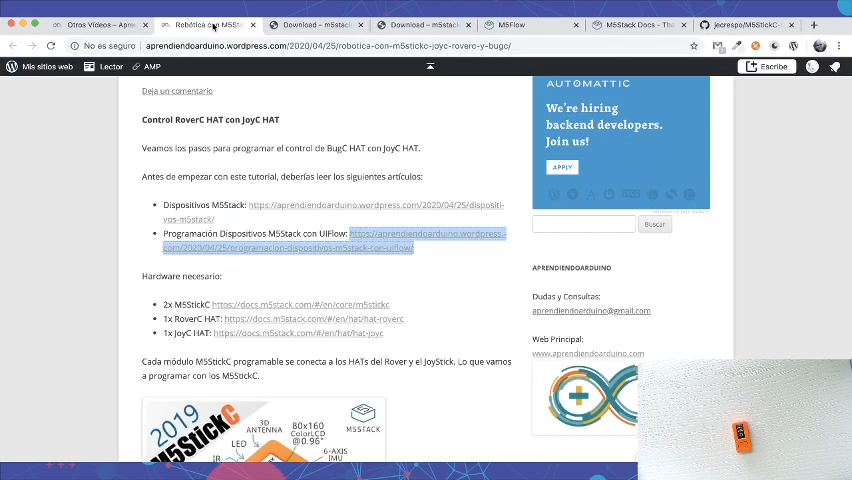 Otros Vídeos – Apre
Robótica con M5Sti
Download – m5stac
Download – m5stac
M5Flow
M5Stack Docs - The
jecrespo/M5StickC-
No es seguro
aprendiendoarduino.wordpress.com/2020/04/25/robotica-con-m5stickc-joyc-roverc-y-bugc/
Mis sitios web
Lector
AMP
Escribe
Deja un comentario
Control RoverC HAT con JoyC HAT
Veamos los pasos para programar el control de BugC HAT con JoyC HAT.
Antes de empezar con este tutorial, deberías leer los siguientes artículos:
Dispositivos M5Stack: https://aprendiendoarduino.wordpress.com/2020/04/25/dispositi-
vos-m5stack/
Programación Dispositivos M5Stack con UIFlow: https://aprendiendoarduino.wordpress.-
com/2020/04/25/programacion-dispositivos-m5stack-con-uiflow/
Hardware necesario:
2x M5StickC https://docs.m5stack.com/#/en/core/m5stickc
1x RoverC HAT: https://docs.m5stack.com/#/en/hat/hat-roverc
1x JoyC HAT: https://docs.m5stack.com/#/en/hat/hat-joyc
Cada módulo M5StickC programable se conecta a los HATs del Rover y el JoyStick. Lo que vamos
a programar con los M5StickC.
2019
M5StickC
3D
ANTENNA
LED
IR
80x160
ColorLCD
@0.96"
6-AXIS
IMU
M5STACK
AUTOMATTIC
We're hiring
backend developers.
Join us!
APPLY
Buscar
APRENDIENDOARDUINO
Dudas y Consultas:
aprendiendoarduino@gmail.com
Web Principal:
www.aprendiendoarduino.com